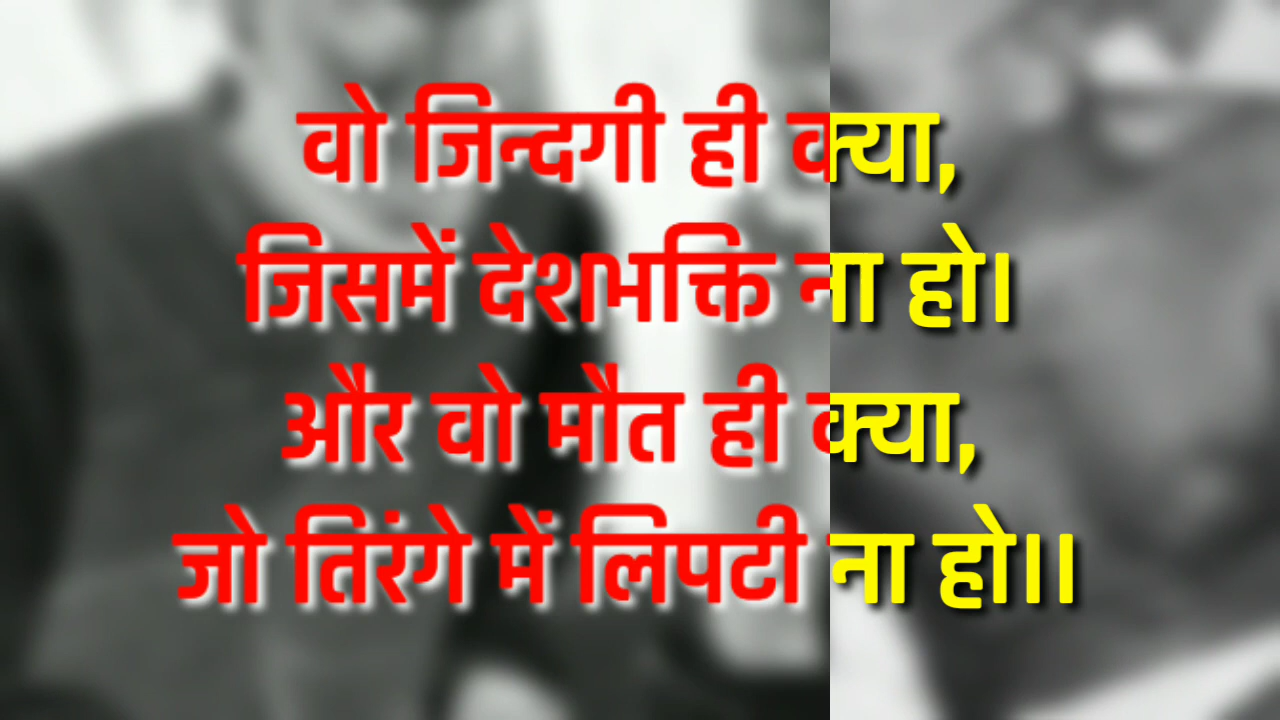 वो जिन्दगी ही क्या,
जिसमें देशभक्ति ना हो।
और वो मौत ही क्या,
जो तिरंगे में लिपटी ना हो।।